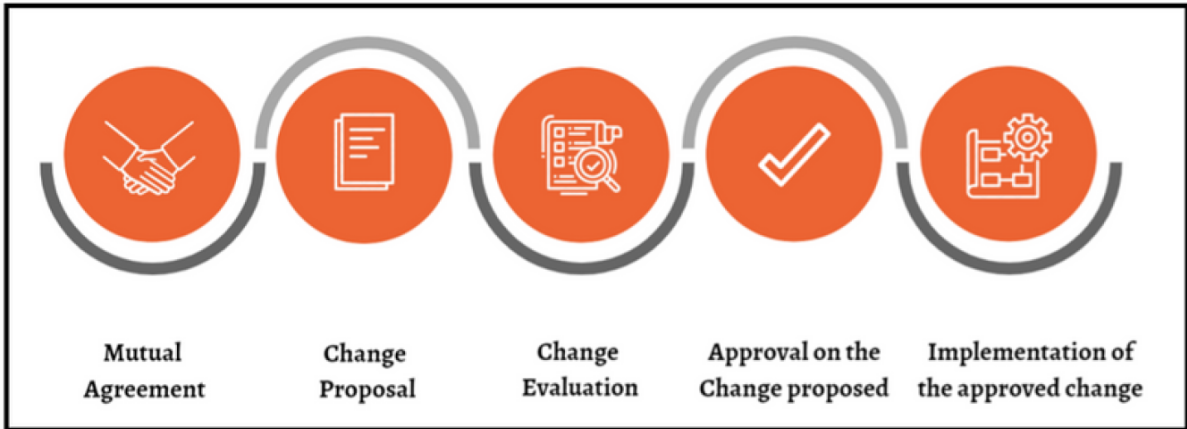 Mutual
Agreement
Change
Proposal
Change
Evaluation
Approval on the
Change proposed
Implementation of
the approved change